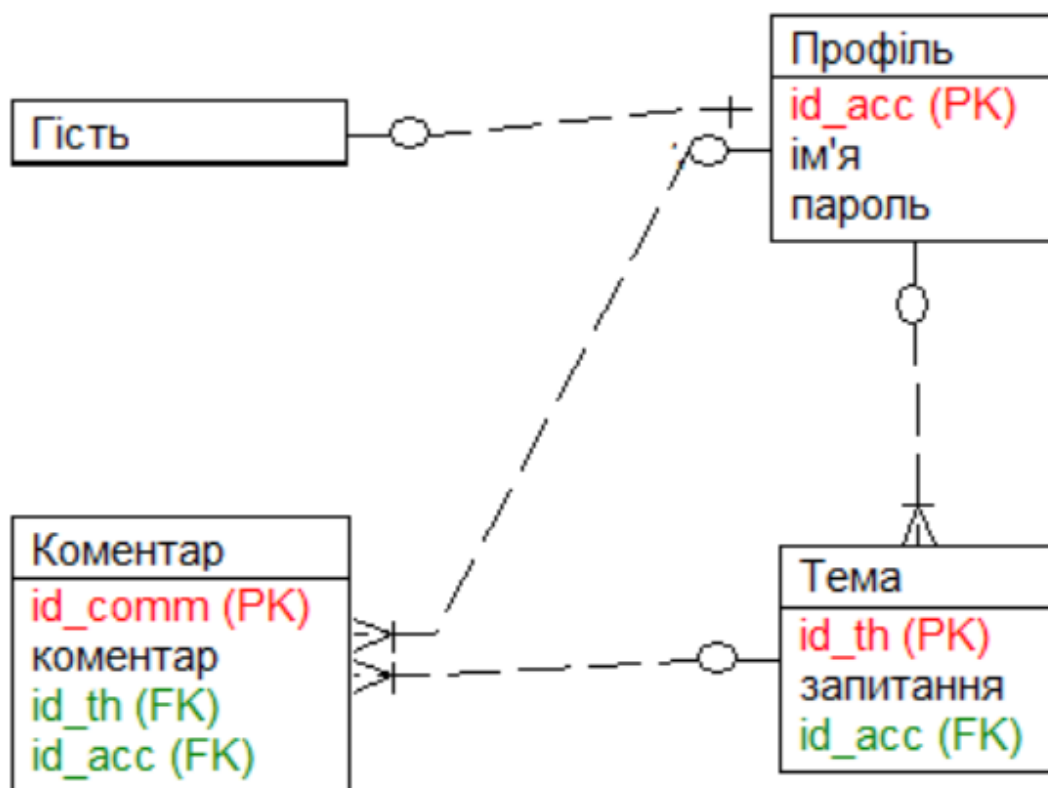 Гість
Профіль
id_acc (PK)
ім'я
пароль
Коментар
id_comm (PK)
коментар
id_th (FK)
id_acc (FK)
Тема
id_th (PK)
запитання
id_acc (FK)